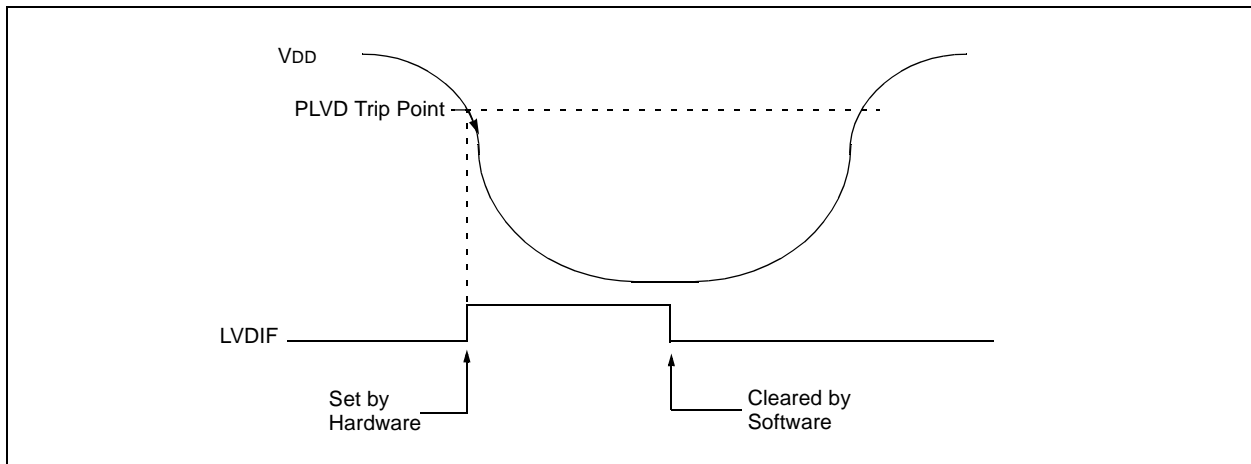 VDD
PLVD Trip Point
LVDIF
Set by
Hardware
Cleared by
Software